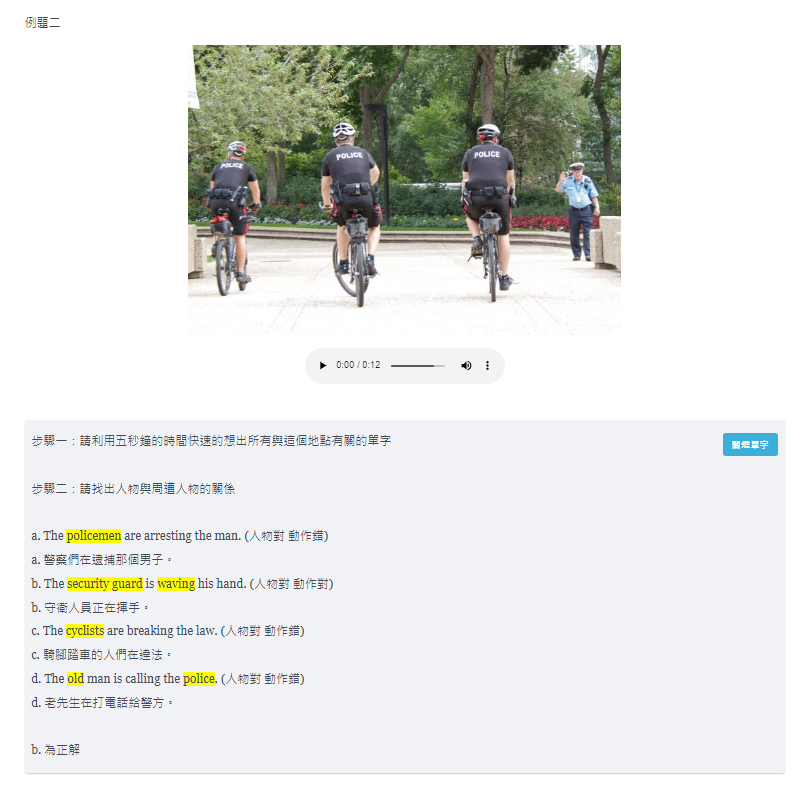 例題二
POLICE
POLICE
POLICE
0:00 / 0:12
步驟一：請利用五秒鐘的時間快速的想出所有與這個地點有關的單字
關鍵單字
步驟二：請找出人物與周遭人物的關係
a. The policemen are arresting the man. (人物對 動作錯)
a. 警察們在逮捕那個男子。
b. The security guard is waving his hand. (人物對 動作對)
b. 守衛人員正在揮手。
c. The cyclists are breaking the law. (人物對 動作錯)
c. 騎腳踏車的人們在違法。
d. The old man is calling the police. (人物對 動作錯)
d. 老先生在打電話給警方。
b. 為正解